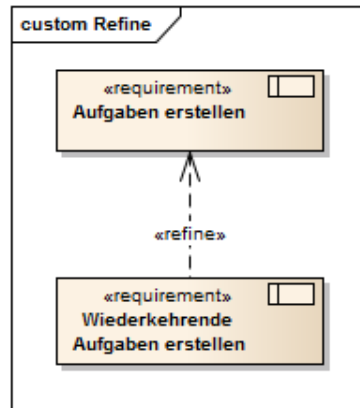 custom Refine
«requirement»
Aufgaben erstellen
«refine»
«requirement»
Wiederkehrende
Aufgaben erstellen